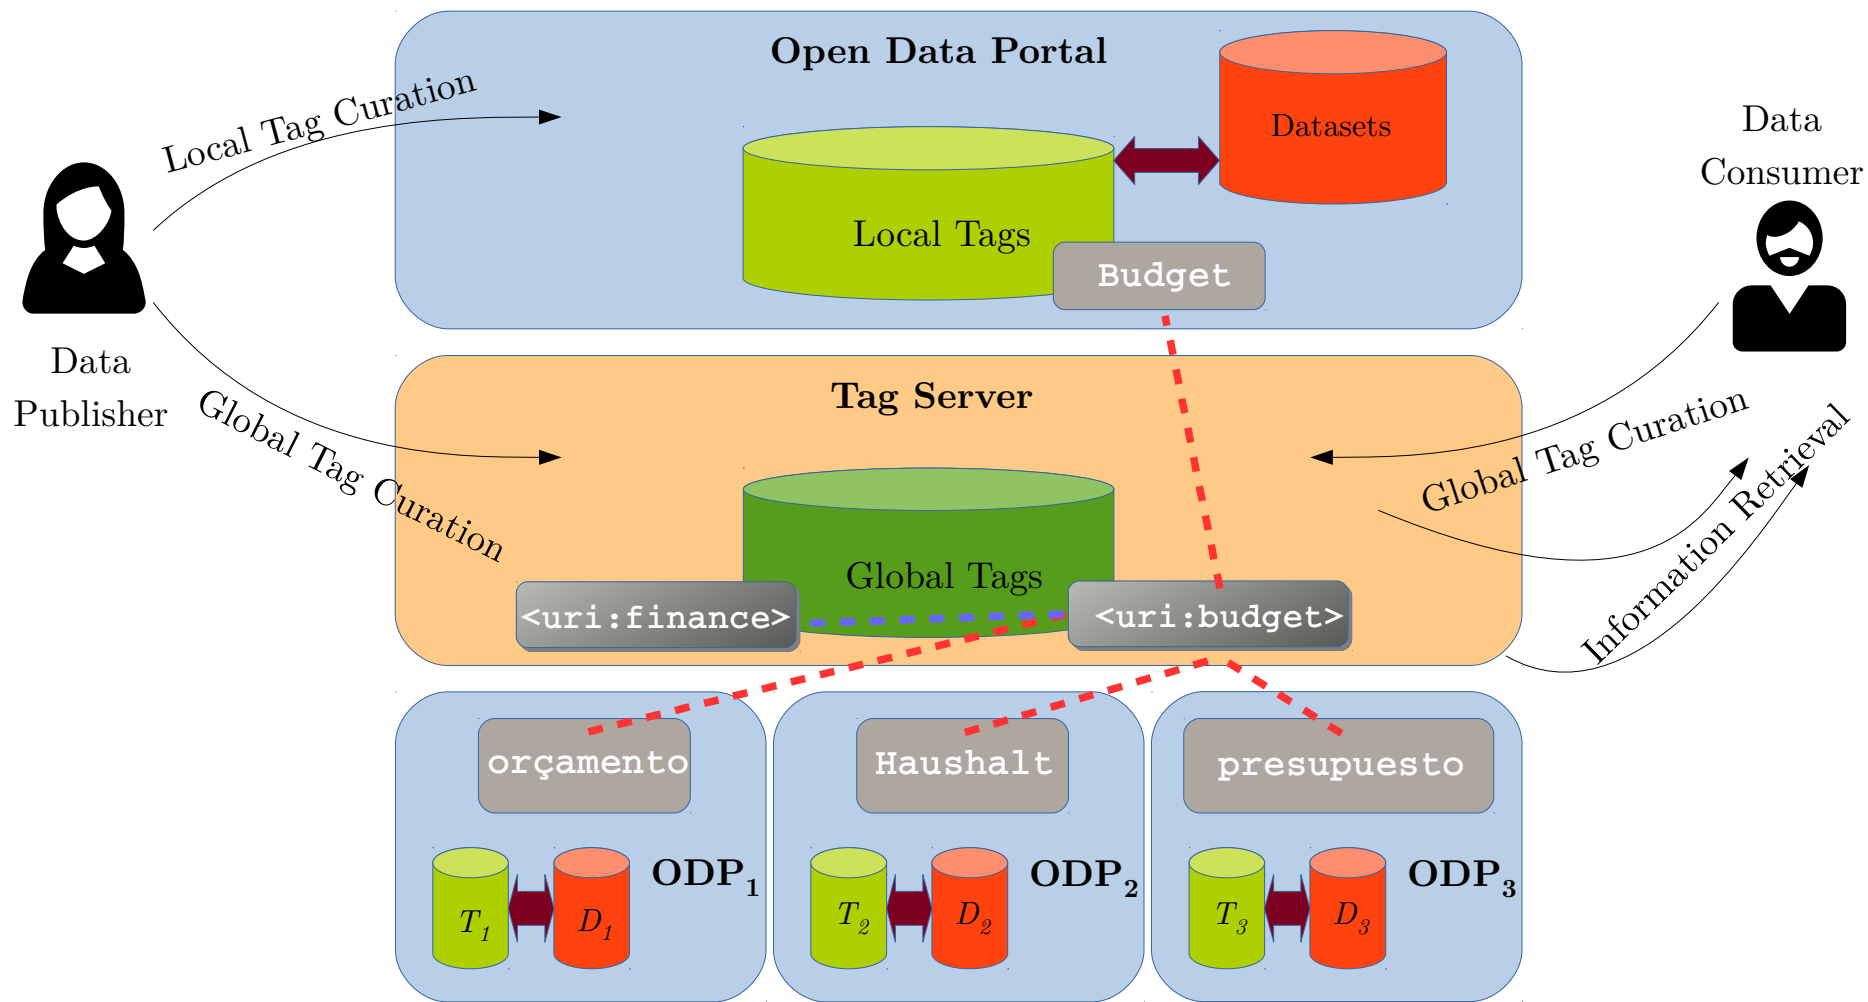 Open Data Portal
Datasets
Local Tags
Budget
Local Tag Curation
Data
Publisher
Global Tag Curation
Data
Consumer
Global Tag Curation
Information Retrieval
Tag Server
Global Tags
<uri:finance>
<uri:budget>
orçamento
T1
D1
ODP1
Haushalt
T2
D2
ODP2
presupuesto
T3
D3
ODP3